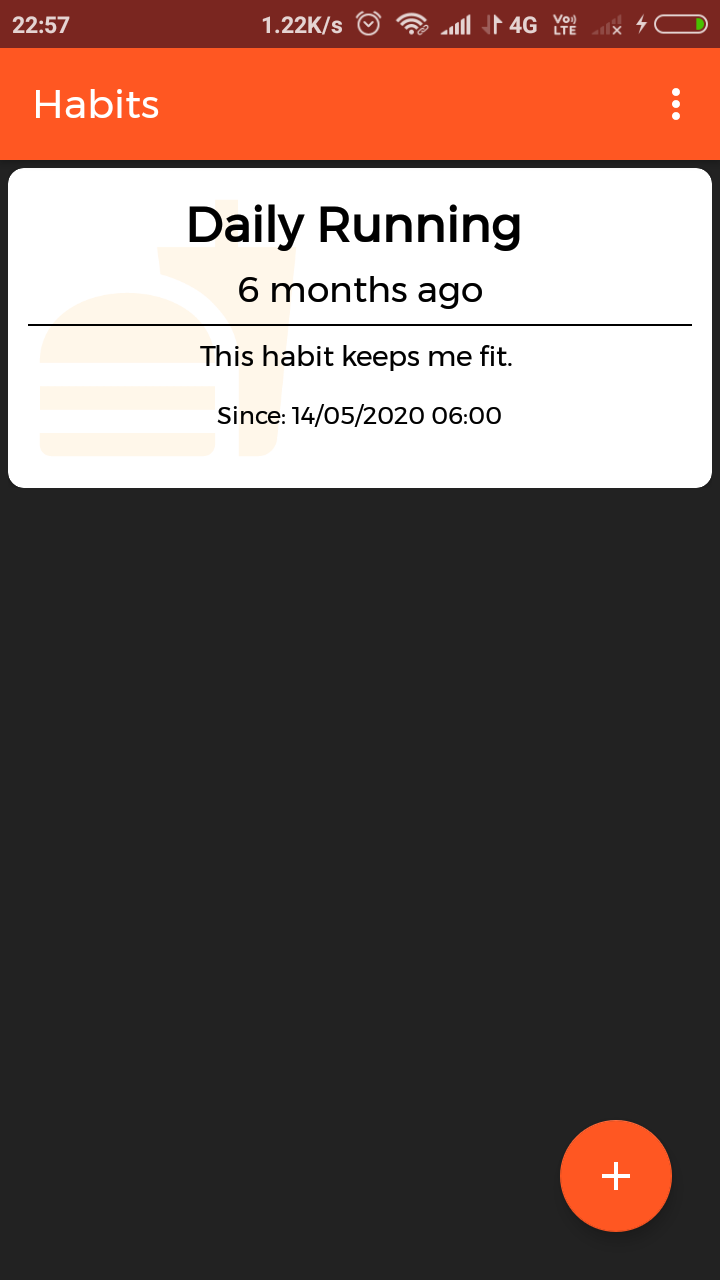 22:57 1.22K/s 4G Vo LTE
Habits
Daily Running
6 months ago
This habit keeps me fit.
Since: 14/05/2020 06:00